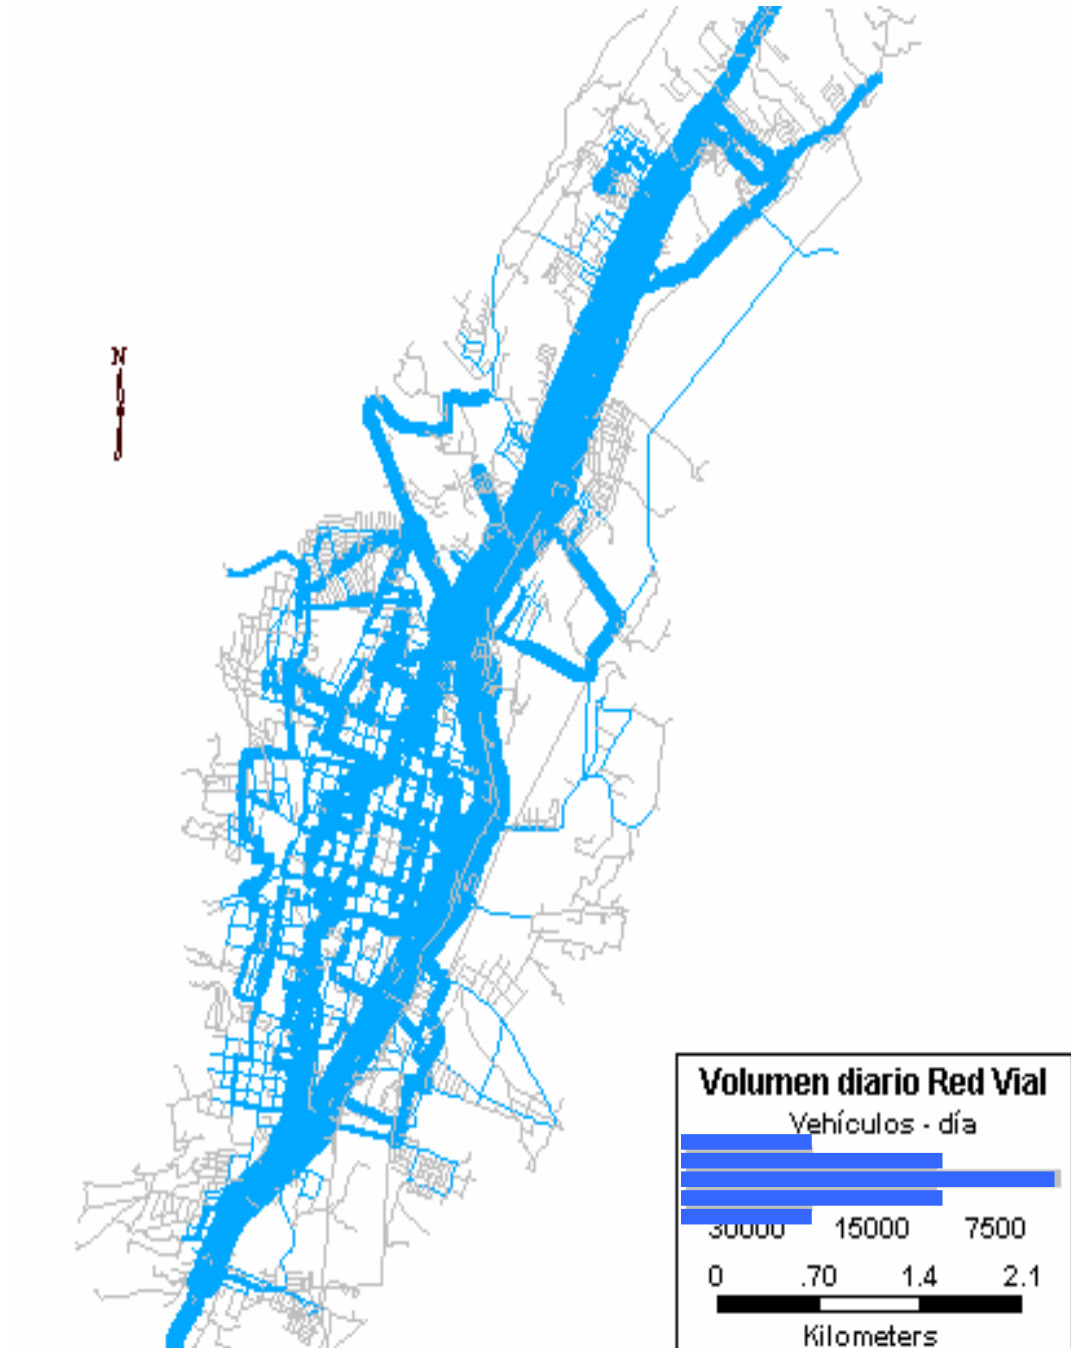 N
Volumen diario Red Vial
Vehículos - día
30000 15000 7500
0 .70 1.4 2.1
Kilometers